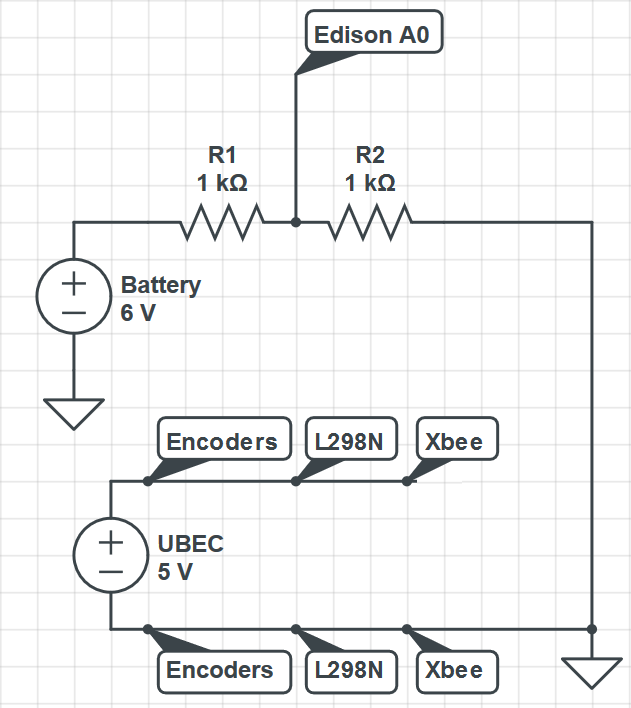 Edison A0
R1
1 kΩ
R2
1 kΩ
+
−
Battery
6 V
Encoders
L298N
Xbee
+
−
UBEC
5 V
Encoders
L298N
Xbee